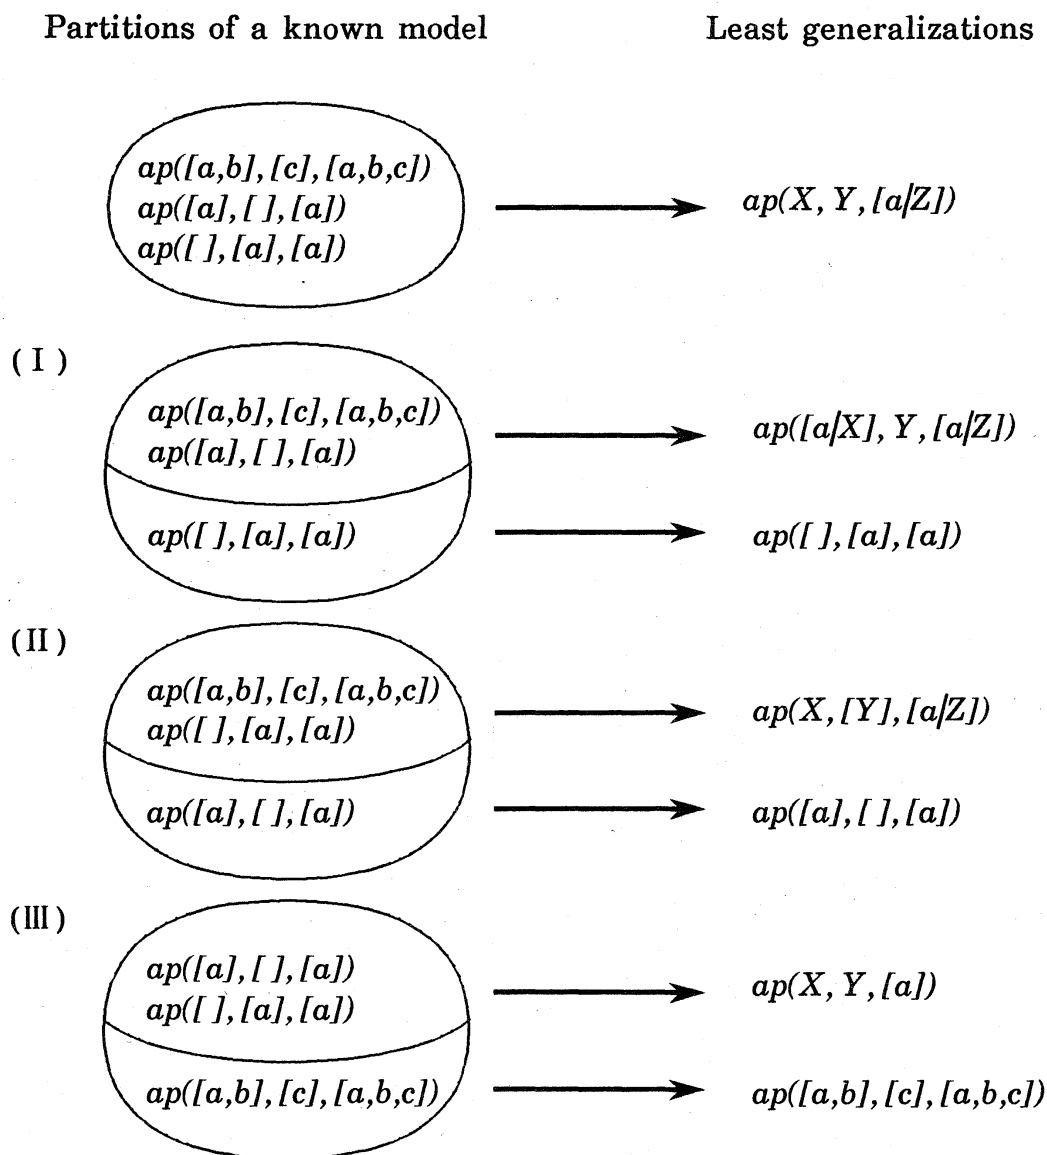 Partitions of a known model Least generalizations
ap([a,b],[c],[a,b,c])
ap([a],[ ],[a])
ap([ ],[a],[a])
ap(X, Y,[a/Z])
(I)
ap([a,b],[c],[a,b,c])
ap([a],[ ],[a])
ap([a/X], Y,[a/Z])
ap([ ],[a],[a])
ap([ ],[a],[a])
(II)
ap([a,b],[c],[a,b,c])
ap([ ],[a],[a])
ap(X,[Y],[a/Z])
ap([a],[ ],[a])
ap([a],[ ],[a])
(III)
ap([a],[ ],[a])
ap([ ],[a],[a])
ap(X, Y,[a])
ap([a,b],[c],[a,b,c])
ap([a,b],[c],[a,b,c])